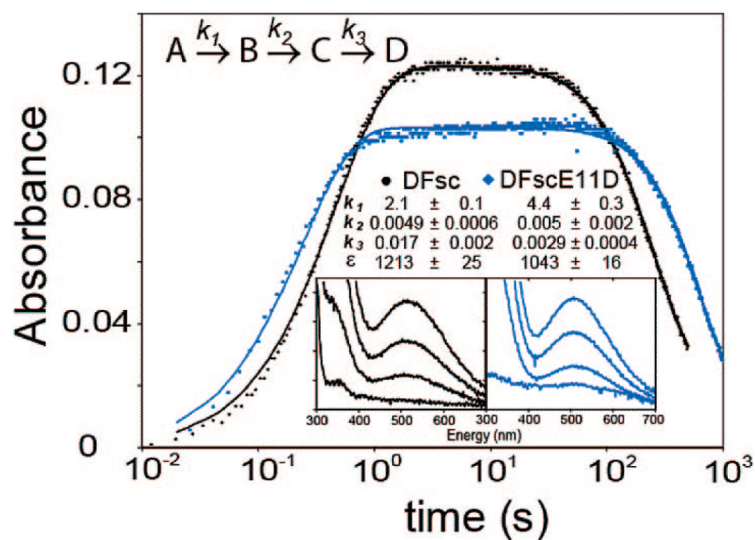 A k₁→ B k₂→ C k₃→ D
Absorbance
0.12
0.08
0.04
0
● DFsc ◆ DFscE11D
k₁ 2.1 ± 0.1 4.4 ± 0.3
k₂ 0.0049 ± 0.0006 0.005 ± 0.002
k₃ 0.017 ± 0.002 0.0029 ± 0.0004
ε 1213 ± 25 1043 ± 16
300 400 500 600 300 400 500 600 700
Energy (nm)
10⁻² 10⁻¹ 10⁰ 10¹ 10² 10³
time (s)